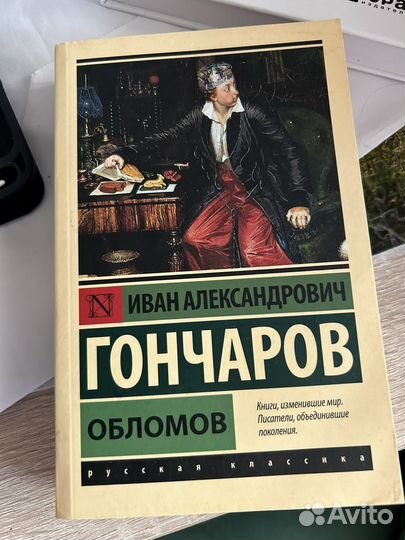 ИВАН АЛЕКСАНДРОВИЧ
ГОНЧАРОВ
ОБЛОМОВ
Книги, изменившие мир.
Писатели, объединившие
поколения.
русская классика
Avito